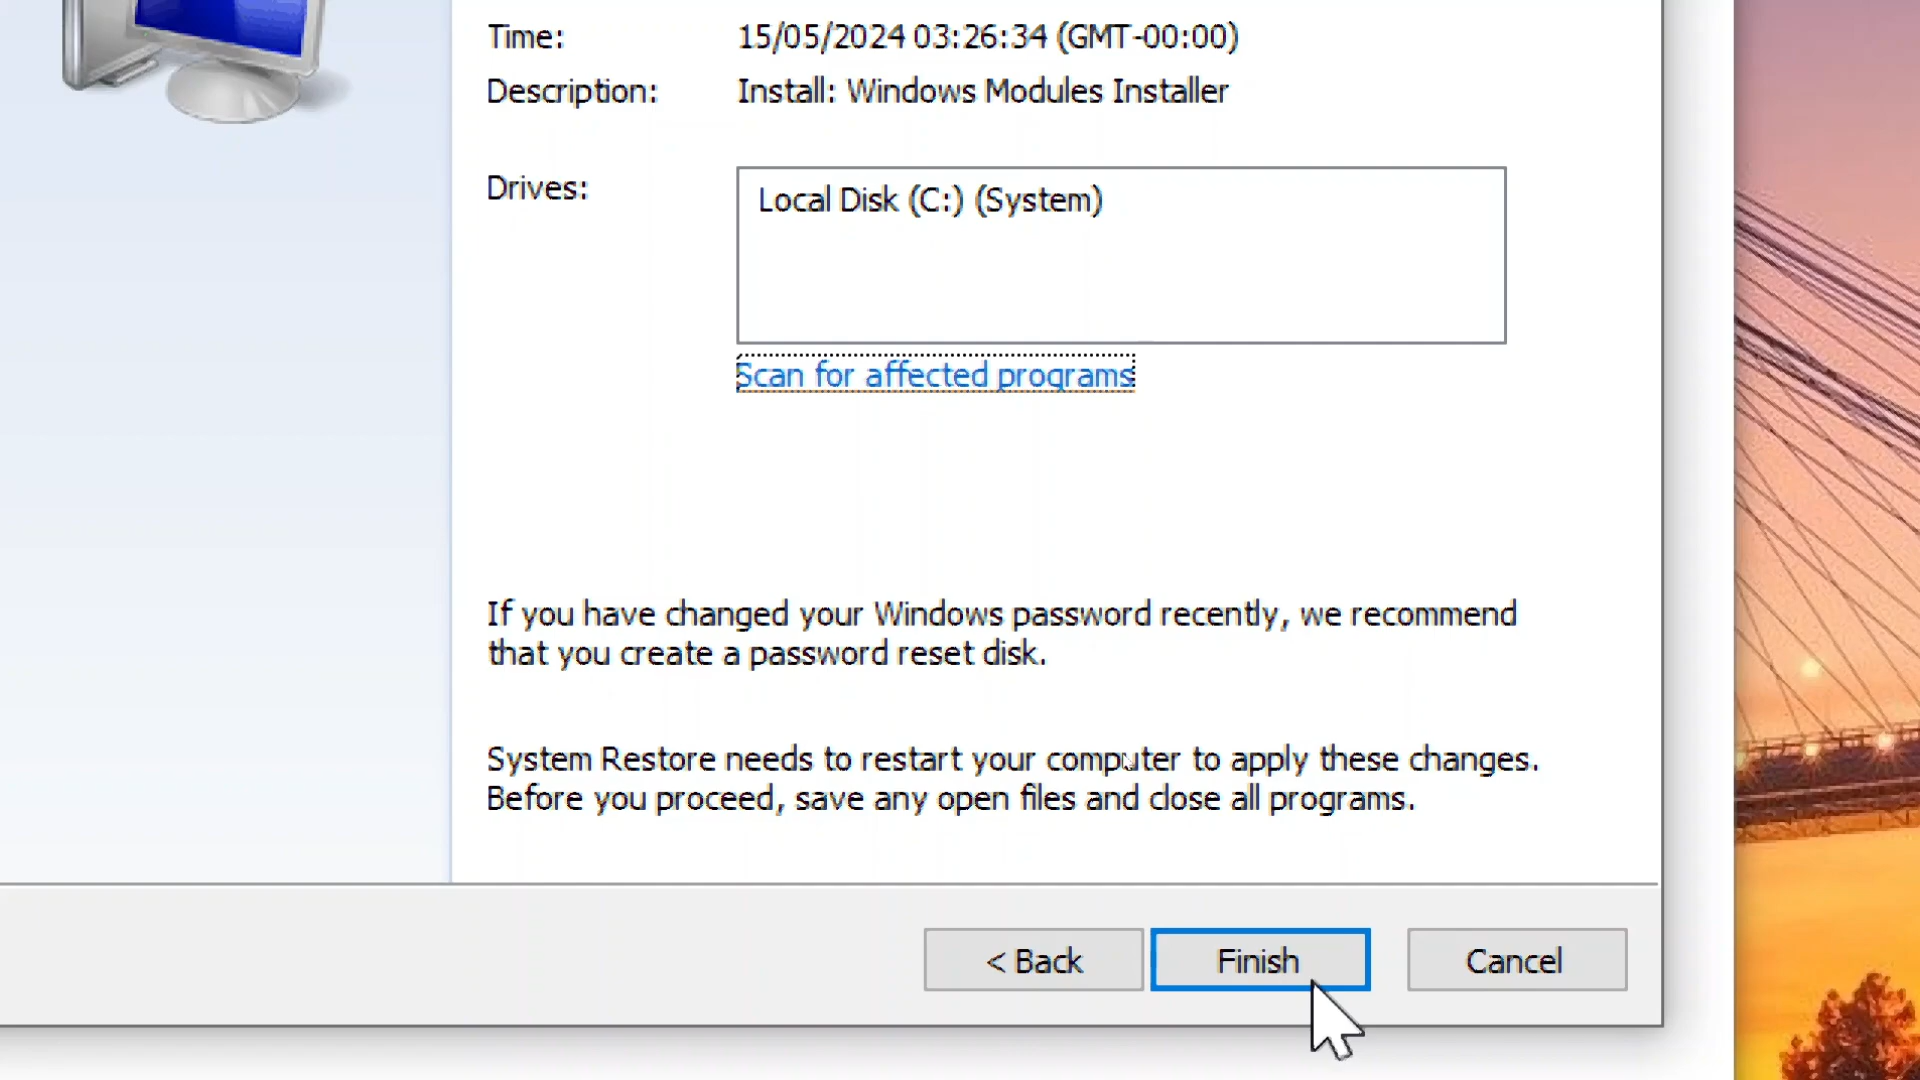 Time: 15/05/2024 03:26:34 (GMT-00:00)
Description: Install: Windows Modules Installer
Drives: Local Disk (C:) (System)
Scan for affected programs
If you have changed your Windows password recently, we recommend
that you create a password reset disk.
System Restore needs to restart your computer to apply these changes.
Before you proceed, save any open files and close all programs.
< Back Finish Cancel